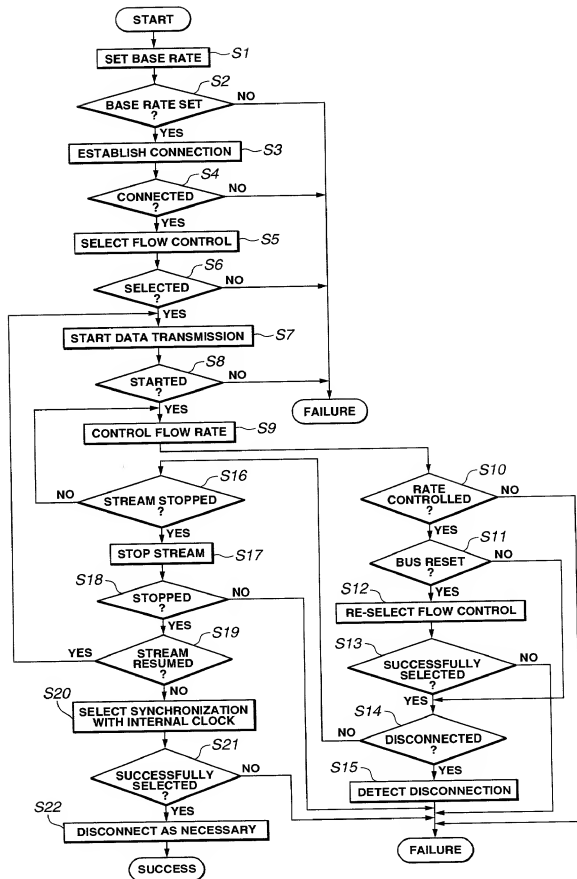 START
SET BASE RATE
S1
S2
BASE RATE SET
?
NO
YES
ESTABLISH CONNECTION
S3
S4
CONNECTED
?
NO
YES
SELECT FLOW CONTROL
S5
S6
SELECTED
?
NO
YES
START DATA TRANSMISSION
S7
S8
STARTED
?
NO
YES
FAILURE
CONTROL FLOW RATE
S9
S16
STREAM STOPPED
?
NO
YES
STOP STREAM
S17
S18
STOPPED
?
NO
YES
S19
STREAM
RESUMED
?
YES
NO
S20
SELECT SYNCHRONIZATION
WITH INTERNAL CLOCK
S21
SUCCESSFULLY
SELECTED
?
NO
YES
S22
DISCONNECT AS NECESSARY
SUCCESS
S10
RATE
CONTROLLED
?
NO
YES
S11
BUS RESET
?
NO
YES
S12
RE-SELECT FLOW CONTROL
S13
SUCCESSFULLY
SELECTED
?
NO
YES
S14
DISCONNECTED
?
NO
YES
S15
DETECT DISCONNECTION
FAILURE